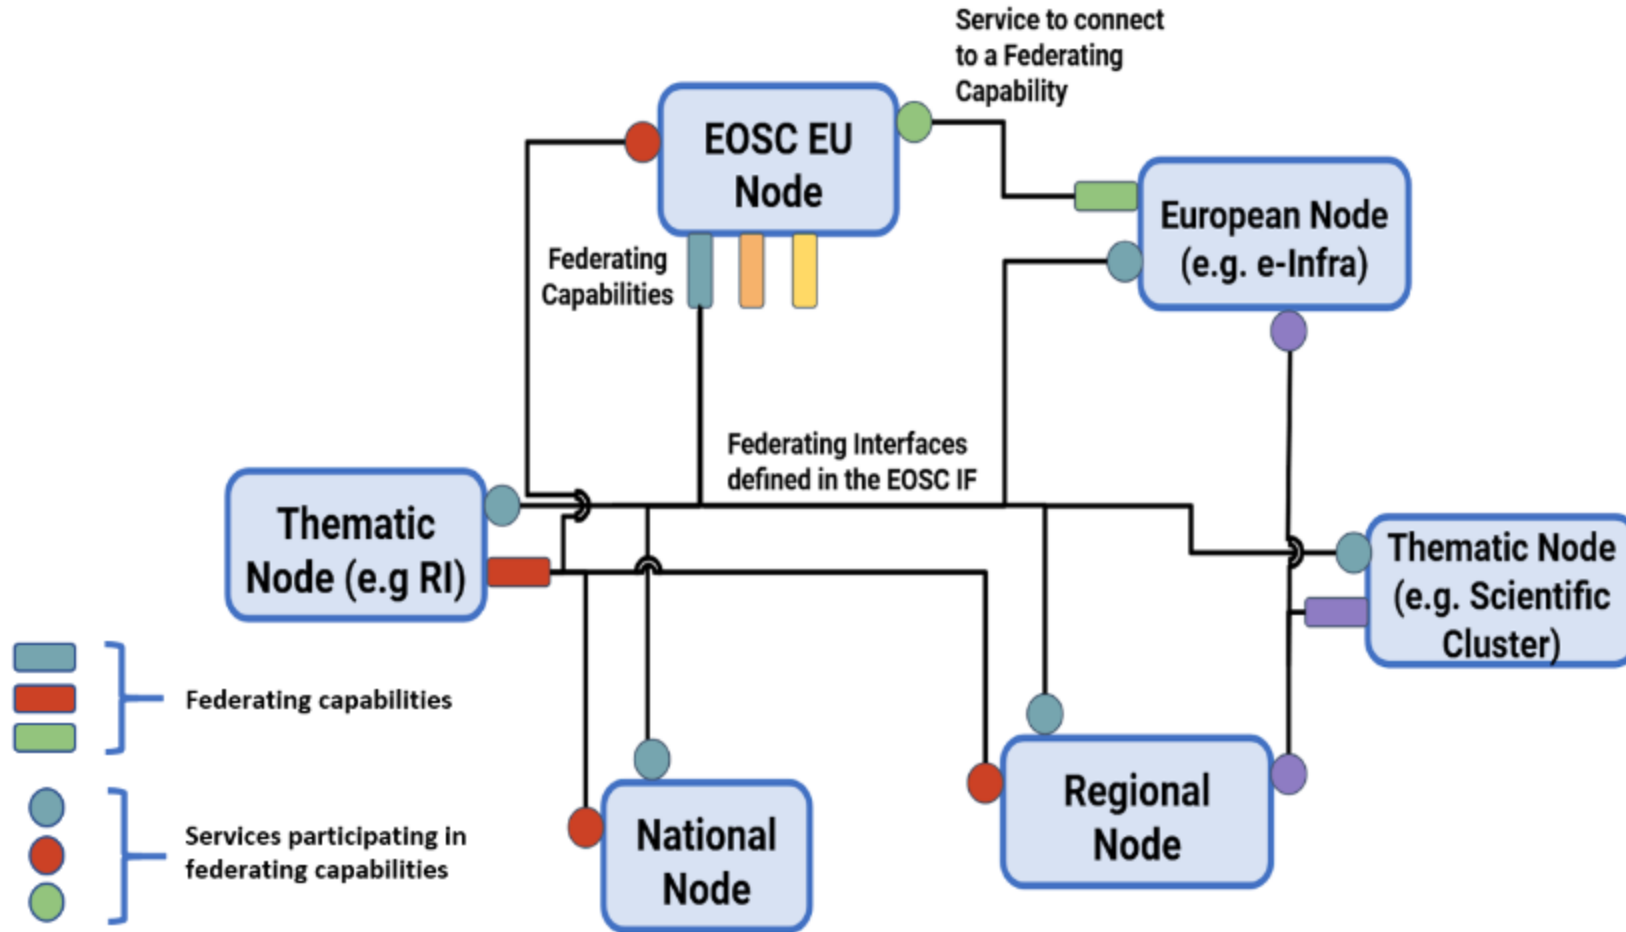 Service to connect
to a Federating
Capability
EOSC EU
Node
European Node
(e.g. e-Infra)
Federating
Capabilities
Federating Interfaces
defined in the EOSC IF
Thematic
Node (e.g RI)
Thematic Node
(e.g. Scientific
Cluster)
Federating capabilities
Regional
Node
National
Node
Services participating in
federating capabilities